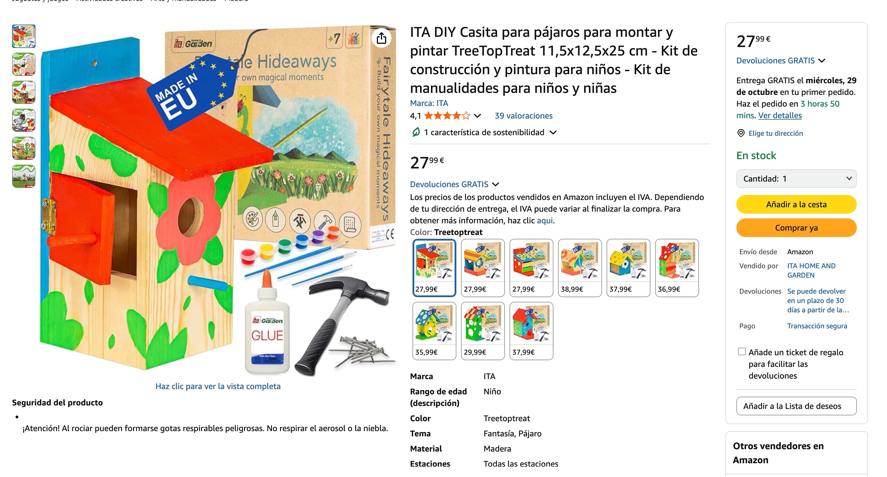 ITA DIY Casita para pájaros para montar y
pintar TreeTopTreat 11,5x12,5x25 cm - Kit de
construcción y pintura para niños - Kit de
manualidades para niños y niñas
Marca: ITA
4,1
39 valoraciones
1 característica de sostenibilidad
27,99 €
Devoluciones GRATIS
Los precios de los productos vendidos en Amazon incluyen el IVA. Dependiendo
de tu dirección de entrega, el IVA puede variar al finalizar la compra. Para
obtener más información, haz clic aquí.
Color: Treetoptreat
27,99€
27,99€
27,99€
38,99€
37,99€
36,99€
35,99€
29,99€
37,99€
Marca ITA
Rango de edad Niño
(descripción)
Color Treetoptreat
Tema Fantasía, Pájaro
Material Madera
Estaciones Todas las estaciones
Garden
+7
tale Hideaways
own magical moments
MADE IN
EU
Fairytale Hideaways
Build your own magical moments
CE
Garden
GLUE
Haz clic para ver la vista completa
Seguridad del producto
¡Atención! Al rociar pueden formarse gotas respirables peligrosas. No respirar el aerosol o la niebla.
27,99 €
Devoluciones GRATIS
Entrega GRATIS el miércoles, 29
de octubre en tu primer pedido.
Haz el pedido en 3 horas 50
mins. Ver detalles
Elige tu dirección
En stock
Cantidad: 1
Añadir a la cesta
Comprar ya
Envío desde Amazon
Vendido por ITA HOME AND
GARDEN
Devoluciones Se puede devolver
en un plazo de 30
días a partir de la...
Pago Transacción segura
Añade un ticket de regalo
para facilitar las
devoluciones
Añadir a la Lista de deseos
Otros vendedores en
Amazon